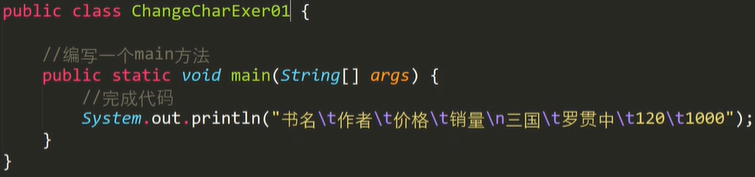 public class ChangeCharExer01 {
//编写一个main方法
public static void main(String[] args) {
//完成代码
System.out.println("书名\t作者\t价格\t销量\n三国\t罗贯中\t120\t1000");
}
}